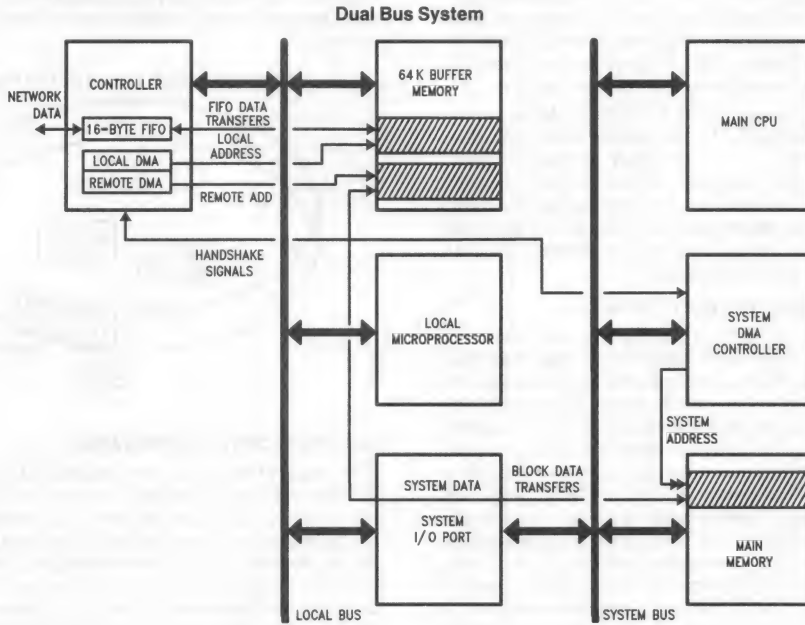 Dual Bus System
CONTROLLER
NETWORK
DATA
16-BYTE FIFO
LOCAL DMA
REMOTE DMA
FIFO DATA
TRANSFERS
LOCAL
ADDRESS
REMOTE ADD
HANDSHAKE
SIGNALS
64K BUFFER
MEMORY
MAIN CPU
LOCAL
MICROPROCESSOR
SYSTEM
DMA
CONTROLLER
SYSTEM
ADDRESS
SYSTEM DATA
SYSTEM
I/O PORT
BLOCK DATA
TRANSFERS
MAIN
MEMORY
LOCAL BUS
SYSTEM BUS